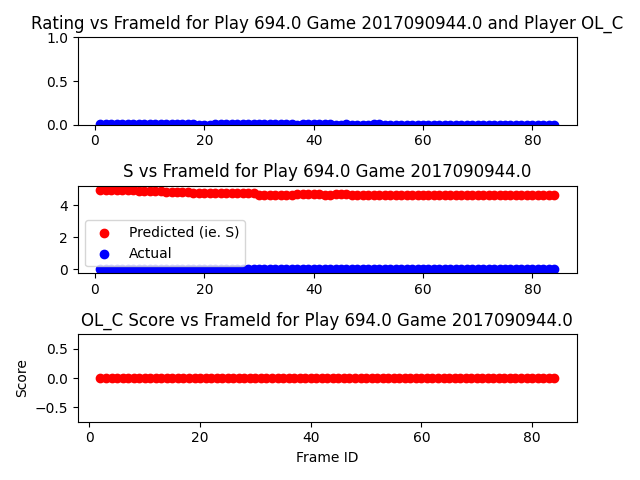 Rating vs FrameId for Play 694.0 Game 2017090944.0 and Player OL_C
1.0
0.5
0.0
0 20 40 60 80
S vs FrameId for Play 694.0 Game 2017090944.0
4
2
0
Predicted (ie. S)
Actual
0 20 40 60 80
OL_C Score vs FrameId for Play 694.0 Game 2017090944.0
Score
0.5
0.0
−0.5
0 20 40 60 80
Frame ID